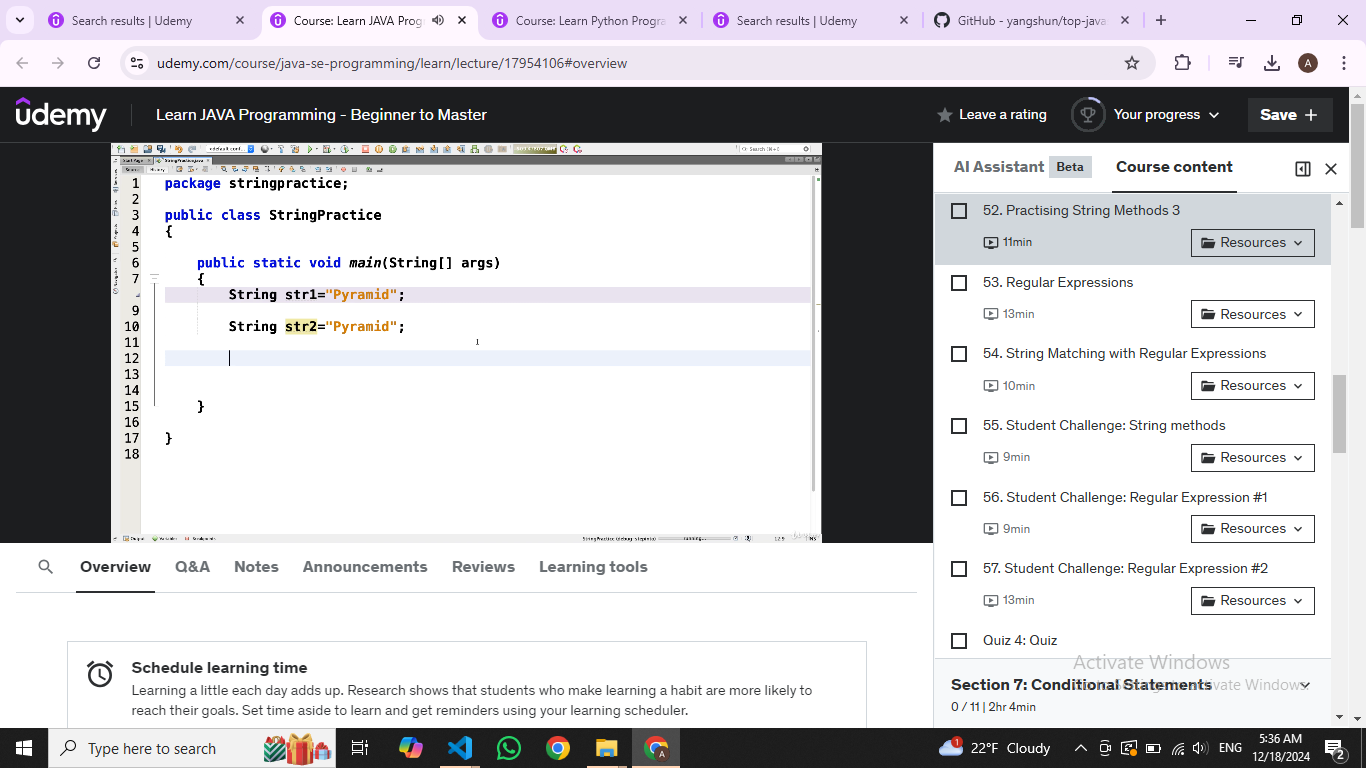 Search results | Udemy
Course: Learn JAVA Prog
Course: Learn Python Progra
Search results | Udemy
GitHub - yangshun/top-java
udemy.com/course/java-se-programming/learn/lecture/17954106#overview
A
udemy
Learn JAVA Programming - Beginner to Master
Leave a rating
Your progress
Save +
1 package stringpractice;
2
3 public class StringPractice
4 {
5
6 public static void main(String[] args)
7 {
String str1="Pyramid";
9
10 String str2="Pyramid";
11
12
13
14
15 }
16
17 }
18
AI Assistant Beta
Course content
52. Practising String Methods 3
11min
Resources
53. Regular Expressions
13min
Resources
54. String Matching with Regular Expressions
10min
Resources
55. Student Challenge: String methods
9min
Resources
56. Student Challenge: Regular Expression #1
9min
Resources
57. Student Challenge: Regular Expression #2
13min
Resources
Quiz 4: Quiz
Section 7: Conditional Statements
0 / 11 | 2hr 4min
Activate Windows
Overview
Q&A
Notes
Announcements
Reviews
Learning tools
Schedule learning time
Learning a little each day adds up. Research shows that students who make learning a habit are more likely to
reach their goals. Set time aside to learn and get reminders using your learning scheduler.
Type here to search
22°F Cloudy
ENG
5:36 AM
12/18/2024
2